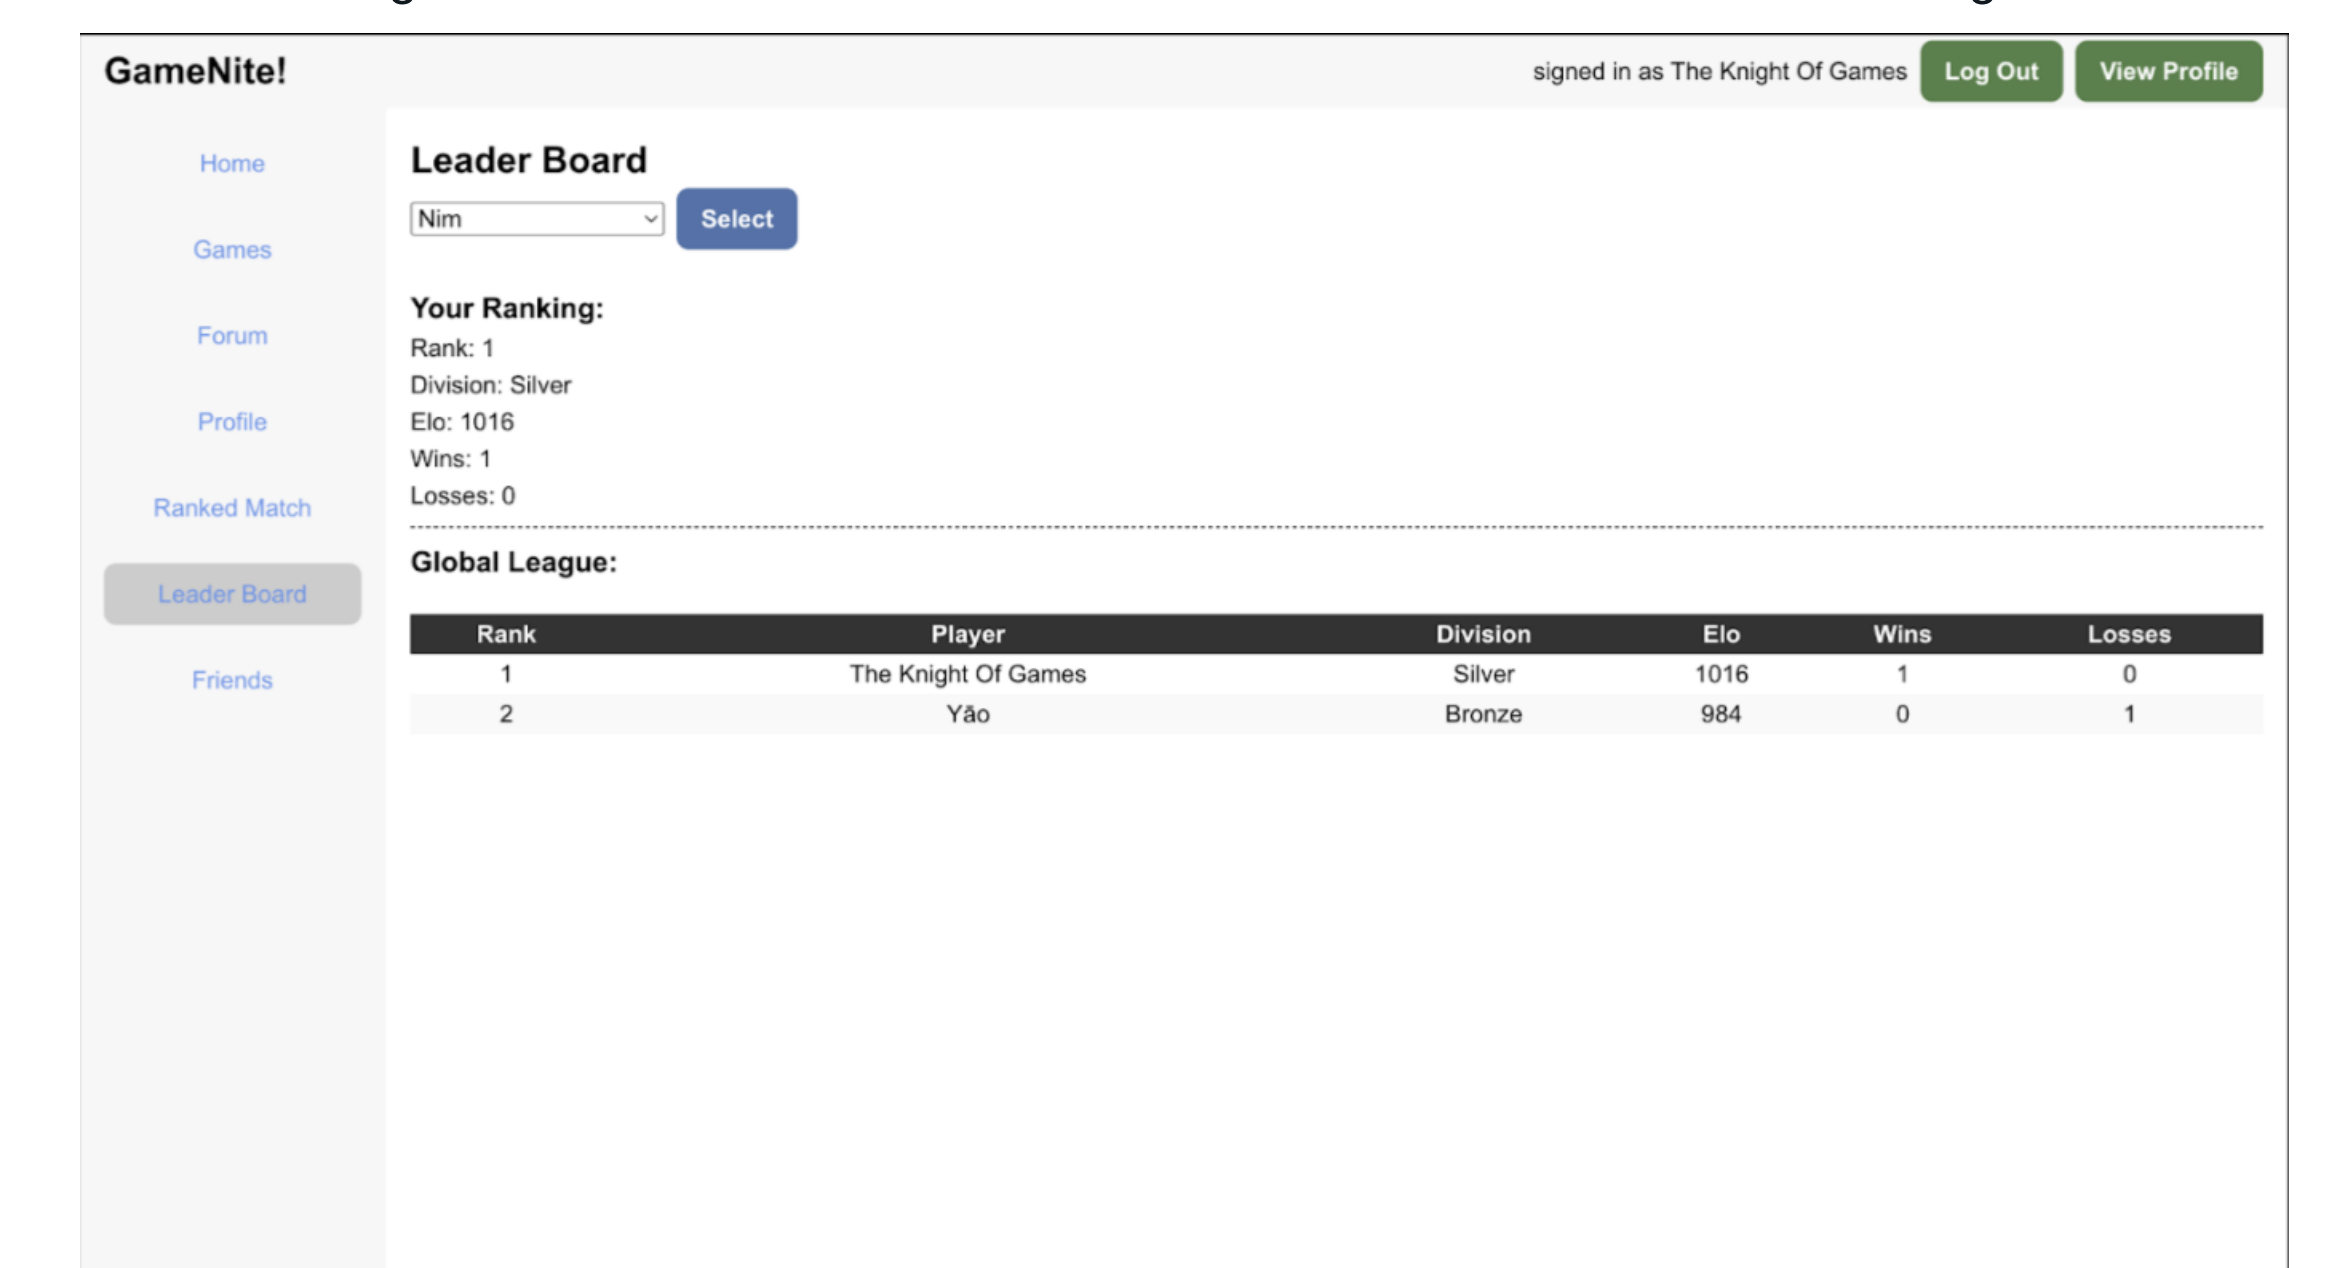 GameNite!
signed in as The Knight Of Games Log Out View Profile
Home
Games
Forum
Profile
Ranked Match
Leader Board
Friends
Leader Board
Nim Select
Your Ranking:
Rank: 1
Division: Silver
Elo: 1016
Wins: 1
Losses: 0
Global League:
Rank Player Division Elo Wins Losses
1 The Knight Of Games Silver 1016 1 0
2 Yāo Bronze 984 0 1